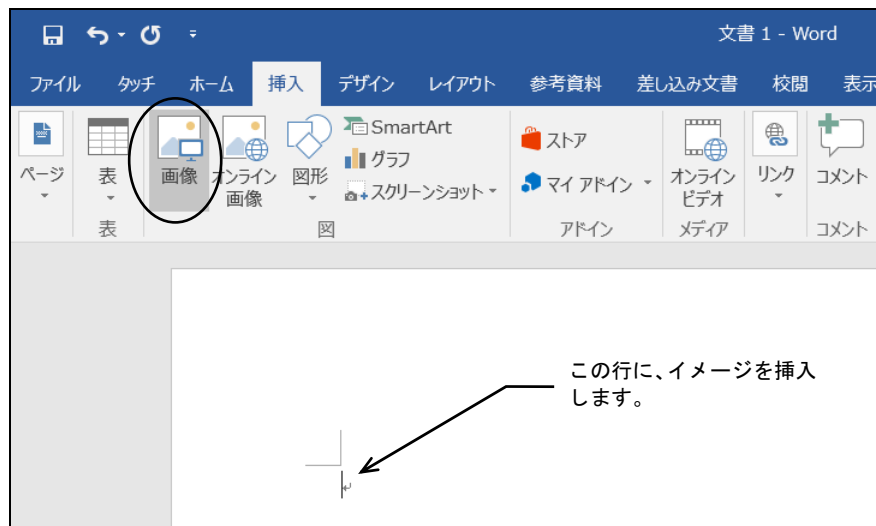 文書 1 - Word
ファイル タッチ ホーム 挿入 デザイン レイアウト 参考資料 差し込み文書 校閲 表示
ページ
表
画像
オンライン
画像
図形
SmartArt
グラフ
スクリーンショット
ストア
マイ アドイン
オンライン
ビデオ
リンク
コメント
表 図 アドイン メディア コメント
この行に、イメージを挿入
します。